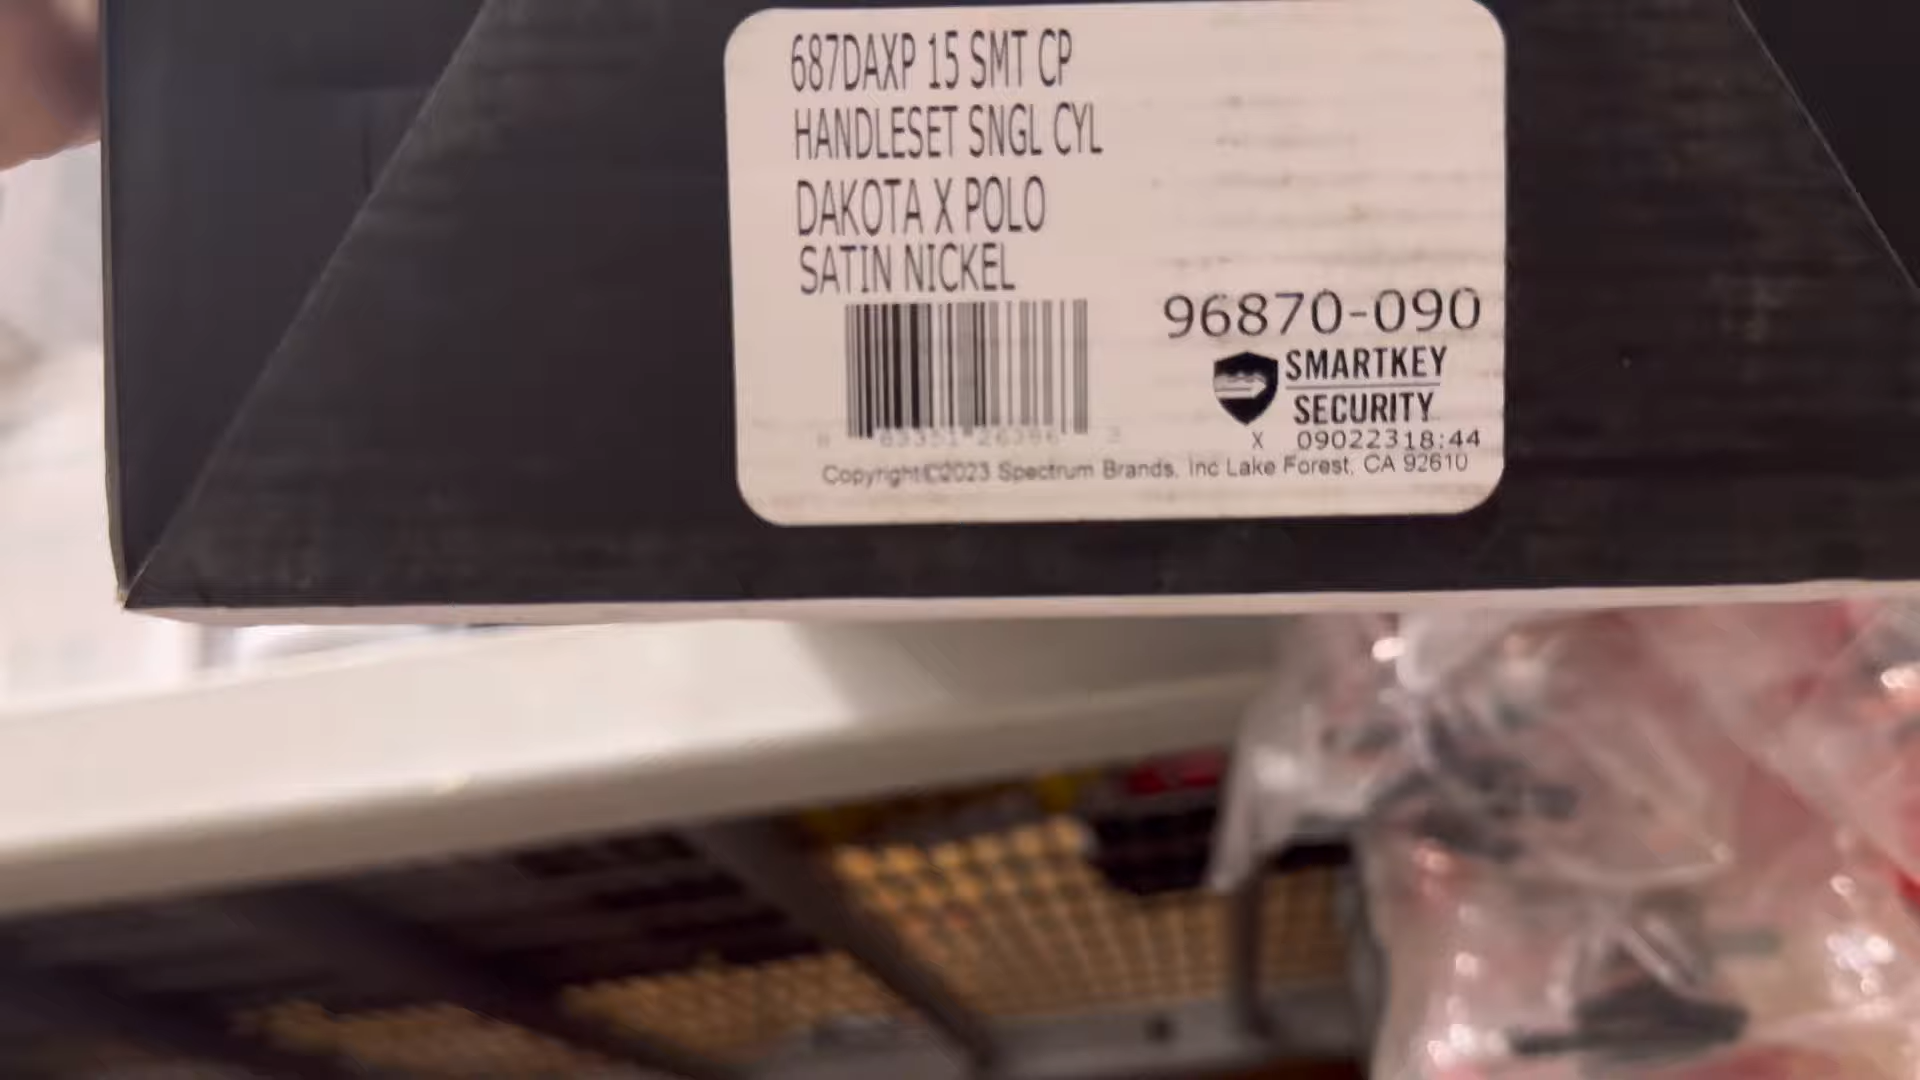 687DAXP 15 SMT CP
HANDLESET SNGL CYL
DAKOTA X POLO
SATIN NICKEL
96870-090
SMARTKEY
SECURITY
X 09022318:44
Copyright©2023 Spectrum Brands, Inc Lake Forest, CA 92610